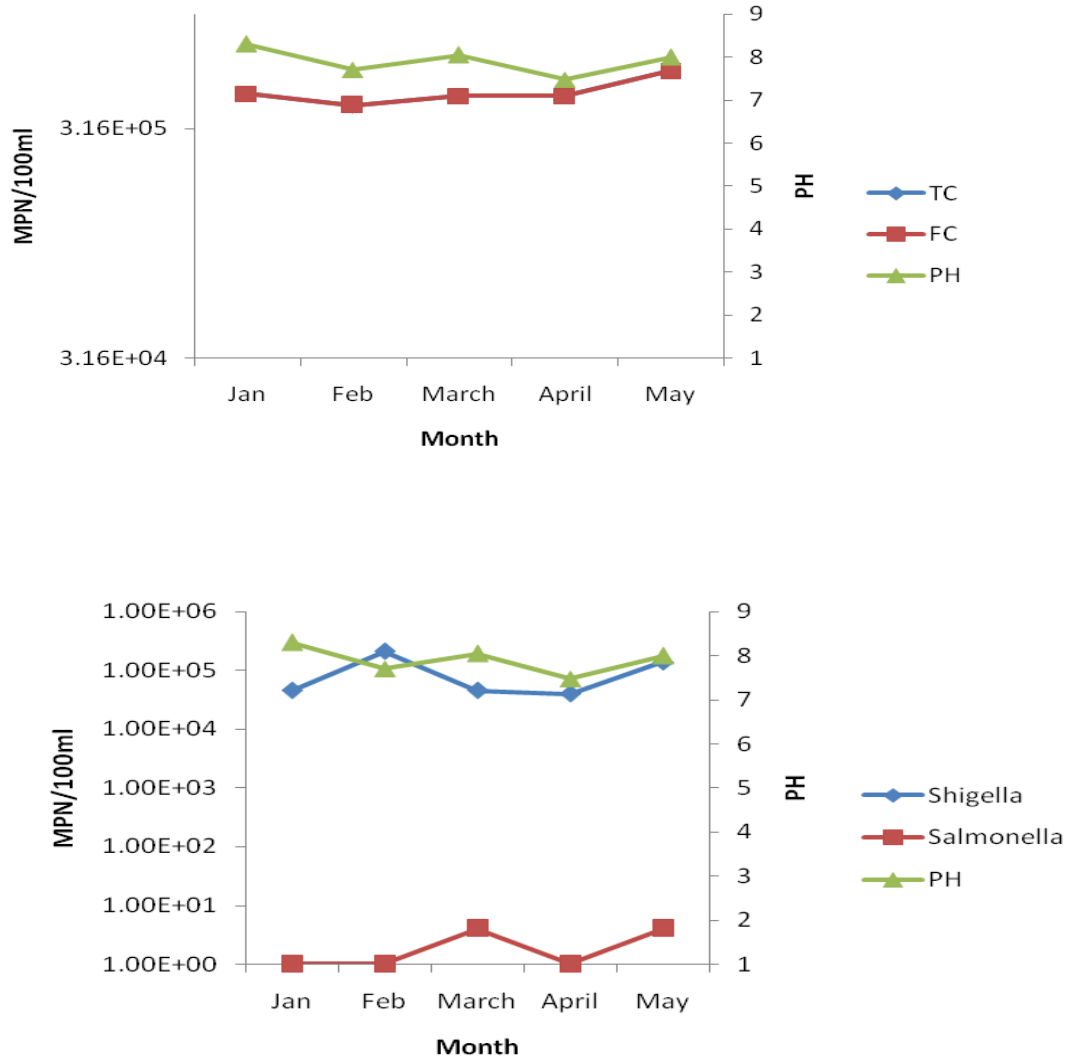 9
8
7
6
5
4
3
2
1
3.16E+05
3.16E+04
MPN/100ml
PH
Jan Feb March April May
Month
TC
FC
PH
1.00E+06
1.00E+05
1.00E+04
1.00E+03
1.00E+02
1.00E+01
1.00E+00
MPN/100ml
9
8
7
6
5
4
3
2
1
PH
Jan Feb March April May
Month
Shigella
Salmonella
PH